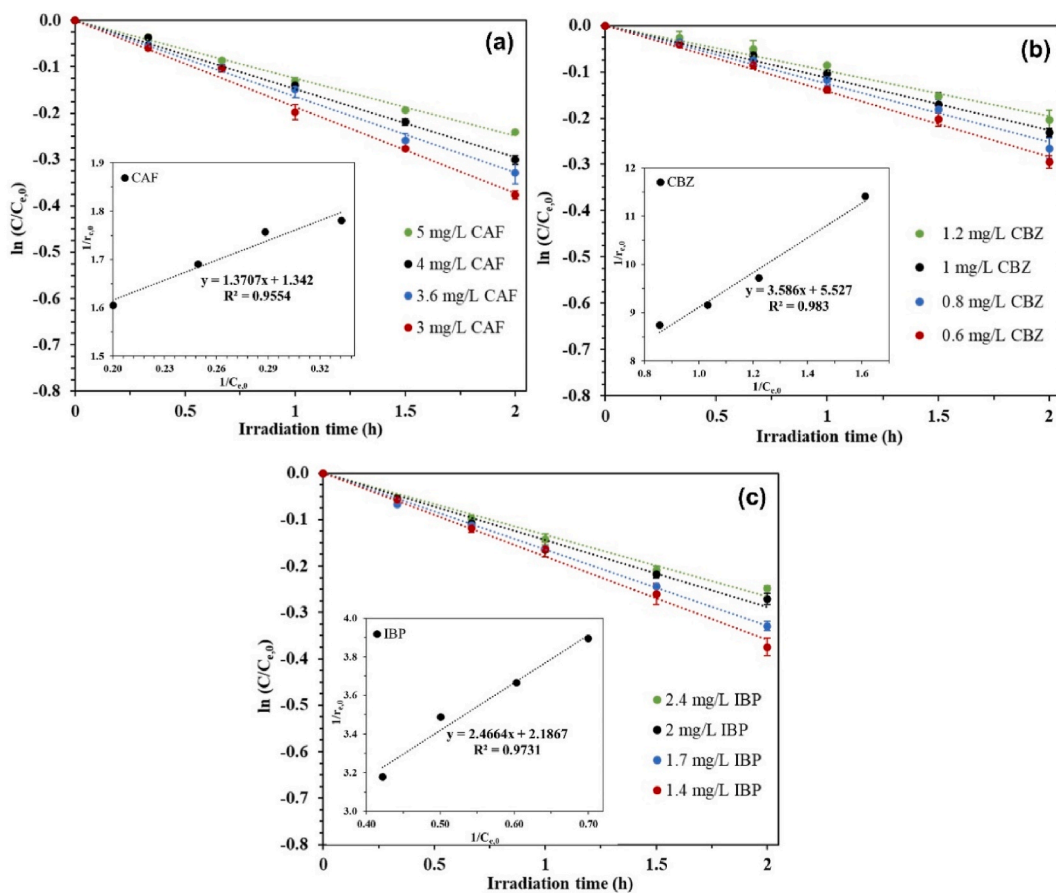 (a)
ln (C/Ce,0)
0.0
-0.1
-0.2
-0.3
-0.4
-0.5
-0.6
-0.7
-0.8
0
0.5
1
1.5
2
Irradiation time (h)
5 mg/L CAF
4 mg/L CAF
3.6 mg/L CAF
3 mg/L CAF
CAF
1/re,0
1.9
1.8
1.7
1.6
1.5
y = 1.3707x + 1.342
R² = 0.9554
0.20
0.24
0.28
0.32
1/Ce,0
(b)
ln (C/Ce,0)
0.0
-0.1
-0.2
-0.3
-0.4
-0.5
-0.6
-0.7
-0.8
0
0.5
1
1.5
2
Irradiation time (h)
1.2 mg/L CBZ
1 mg/L CBZ
0.8 mg/L CBZ
0.6 mg/L CBZ
CBZ
1/re,0
12
11
10
9
8
y = 3.586x + 5.527
R² = 0.983
0.8
1.0
1.2
1.4
1.6
1/Ce,0
(c)
ln (C/Ce,0)
0.0
-0.1
-0.2
-0.3
-0.4
-0.5
-0.6
-0.7
-0.8
0
0.5
1
1.5
2
Irradiation time (h)
2.4 mg/L IBP
2 mg/L IBP
1.7 mg/L IBP
1.4 mg/L IBP
IBP
1/re,0
4.0
3.8
3.6
3.4
3.2
3.0
y = 2.4664x + 2.1867
R² = 0.9731
0.40
0.50
0.60
0.70
1/Ce,0